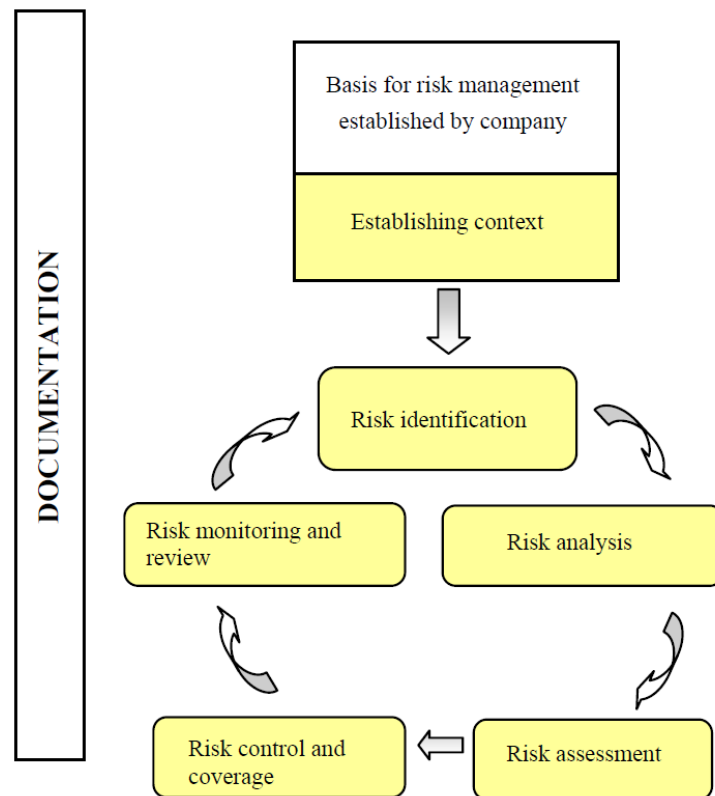 DOCUMENTATION
Basis for risk management
established by company
Establishing context
Risk identification
Risk monitoring and
review
Risk analysis
Risk control and
coverage
Risk assessment